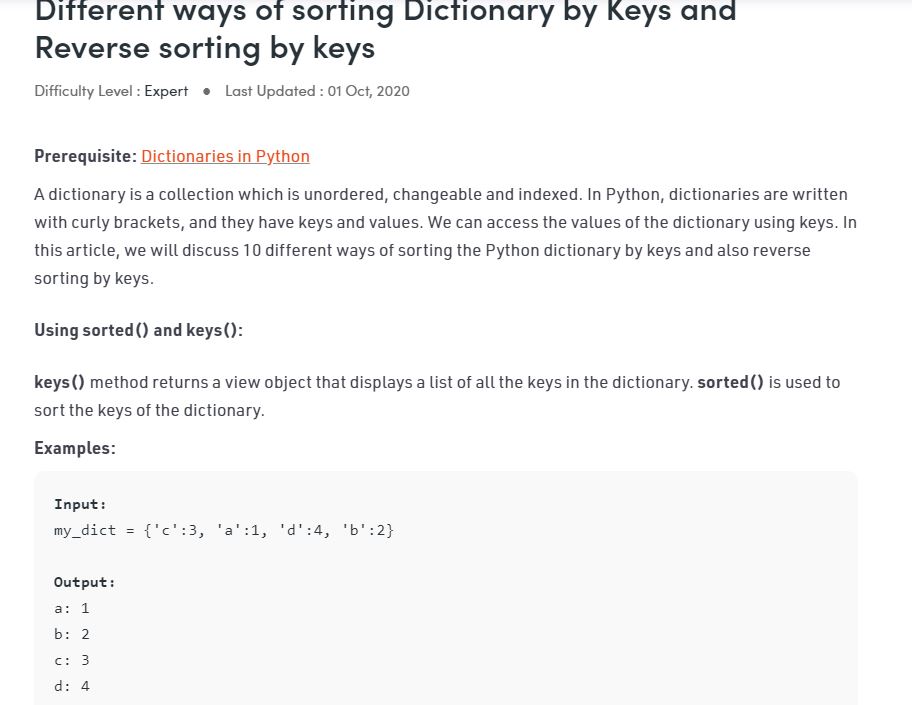 Different ways of sorting Dictionary by Keys and
Reverse sorting by keys
Difficulty Level : Expert ● Last Updated : 01 Oct, 2020
Prerequisite: Dictionaries in Python
A dictionary is a collection which is unordered, changeable and indexed. In Python, dictionaries are written
with curly brackets, and they have keys and values. We can access the values of the dictionary using keys. In
this article, we will discuss 10 different ways of sorting the Python dictionary by keys and also reverse
sorting by keys.
Using sorted() and keys():
keys() method returns a view object that displays a list of all the keys in the dictionary. sorted() is used to
sort the keys of the dictionary.
Examples:
Input:
my_dict = {'c':3, 'a':1, 'd':4, 'b':2}
Output:
a: 1
b: 2
c: 3
d: 4